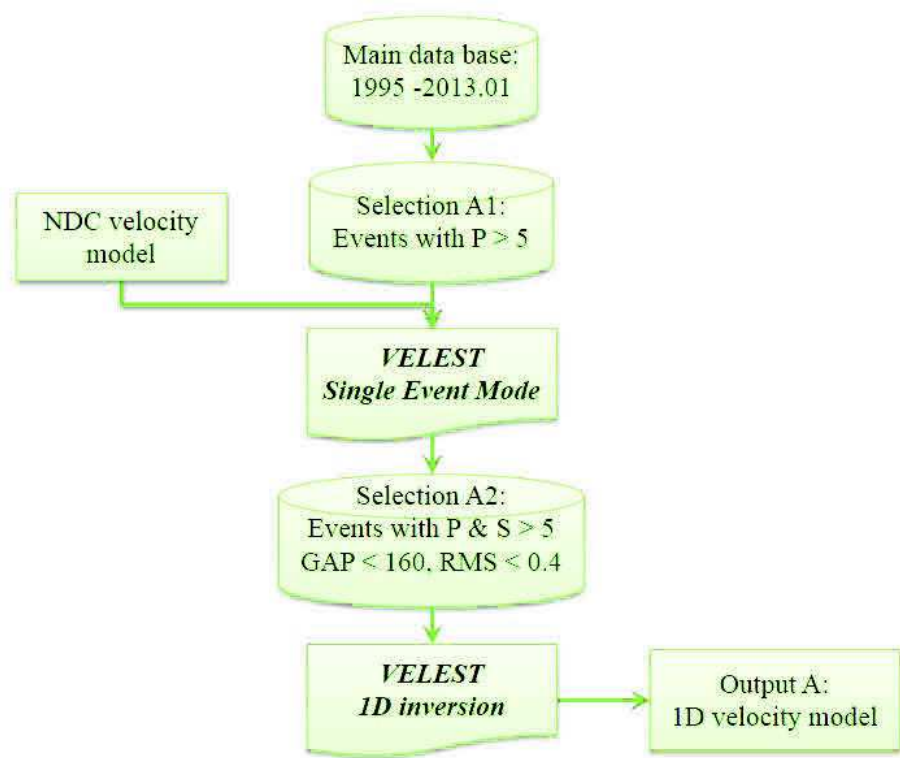 Main data base:
1995 -2013.01
Selection A1:
Events with P > 5
NDC velocity
model
VELEST
Single Event Mode
Selection A2:
Events with P & S > 5
GAP < 160. RMS < 0.4
VELEST
1D inversion
Output A:
1D velocity model